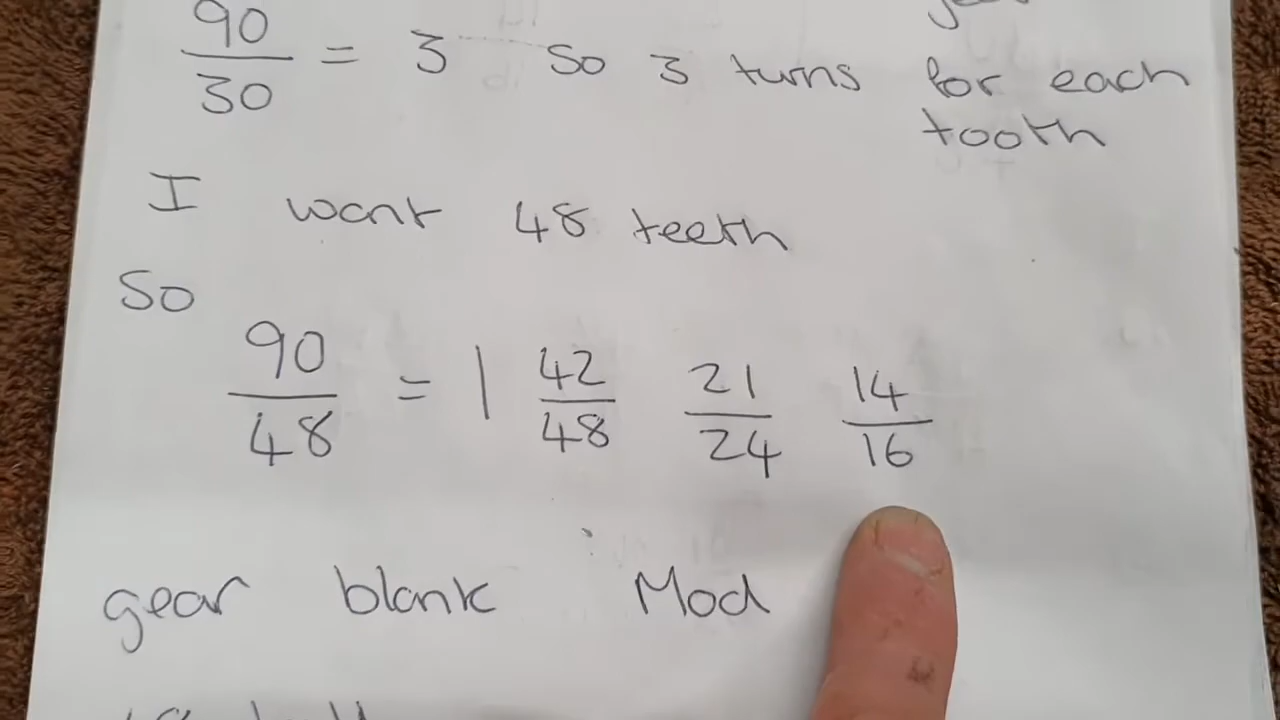 90/30 = 3 So 3 turns for each
tooth
I want 48 teeth
So
90/48 = 1 42/48 21/24 14/16
gear blank Mod